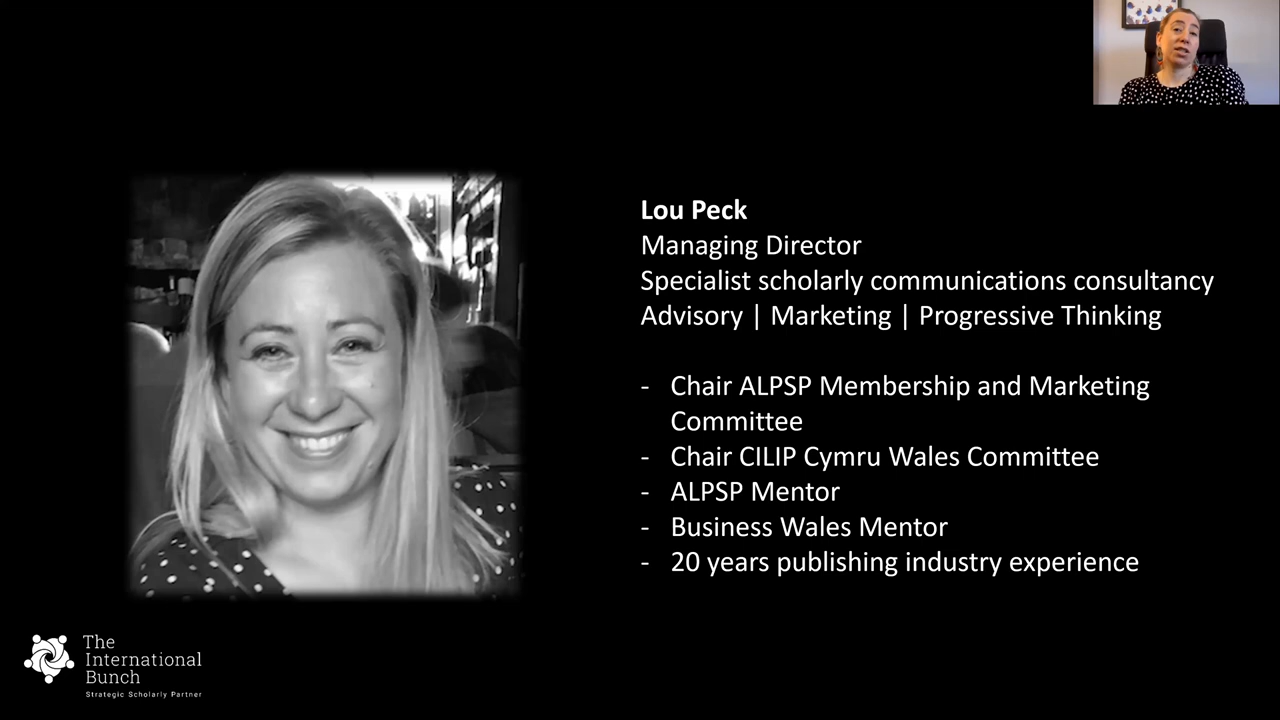 Lou Peck
Managing Director
Specialist scholarly communications consultancy
Advisory | Marketing | Progressive Thinking
- Chair ALPSP Membership and Marketing
Committee
- Chair CILIP Cymru Wales Committee
- ALPSP Mentor
- Business Wales Mentor
- 20 years publishing industry experience
The
International
Bunch
Strategic Scholarly Partner